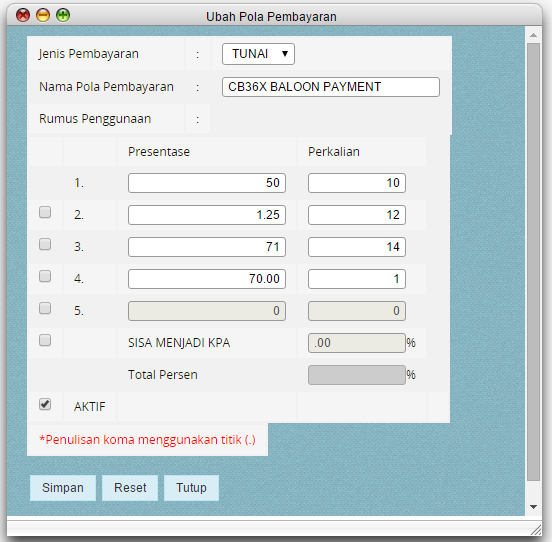 Ubah Pola Pembayaran
Jenis Pembayaran : TUNAI
Nama Pola Pembayaran : CB36X BALOON PAYMENT
Rumus Penggunaan :
Presentase Perkalian
1. 50 10
2. 1.25 12
3. 71 14
4. 70.00 1
5. 0 0
SISA MENJADI KPA .00 %
Total Persen %
AKTIF
*Penulisan koma menggunakan titik (.)
Simpan Reset Tutup